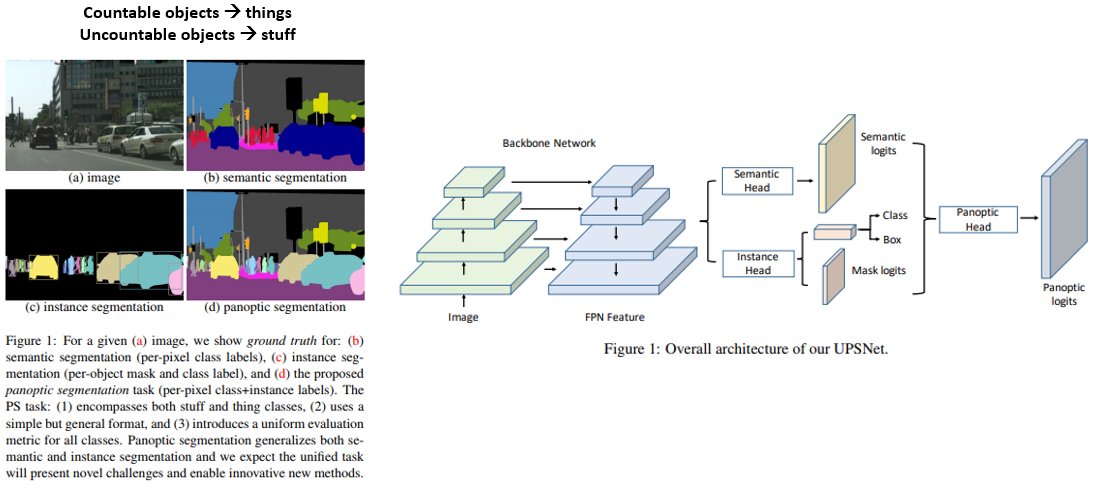 Countable objects → things
Uncountable objects → stuff
(a) image
(b) semantic segmentation
(c) instance segmentation
(d) panoptic segmentation
Figure 1: For a given (a) image, we show ground truth for: (b)
semantic segmentation (per-pixel class labels), (c) instance seg-
mentation (per-object mask and class label), and (d) the proposed
panoptic segmentation task (per-pixel class+instance labels). The
PS task: (1) encompasses both stuff and thing classes, (2) uses a
simple but general format, and (3) introduces a uniform evaluation
metric for all classes. Panoptic segmentation generalizes both se-
mantic and instance segmentation and we expect the unified task
will present novel challenges and enable innovative new methods.
Backbone Network
Image
FPN Feature
Semantic
Head
Semantic
logits
Instance
Head
Class
Box
Mask logits
Panoptic
Head
Panoptic
logits
Figure 1: Overall architecture of our UPSNet.